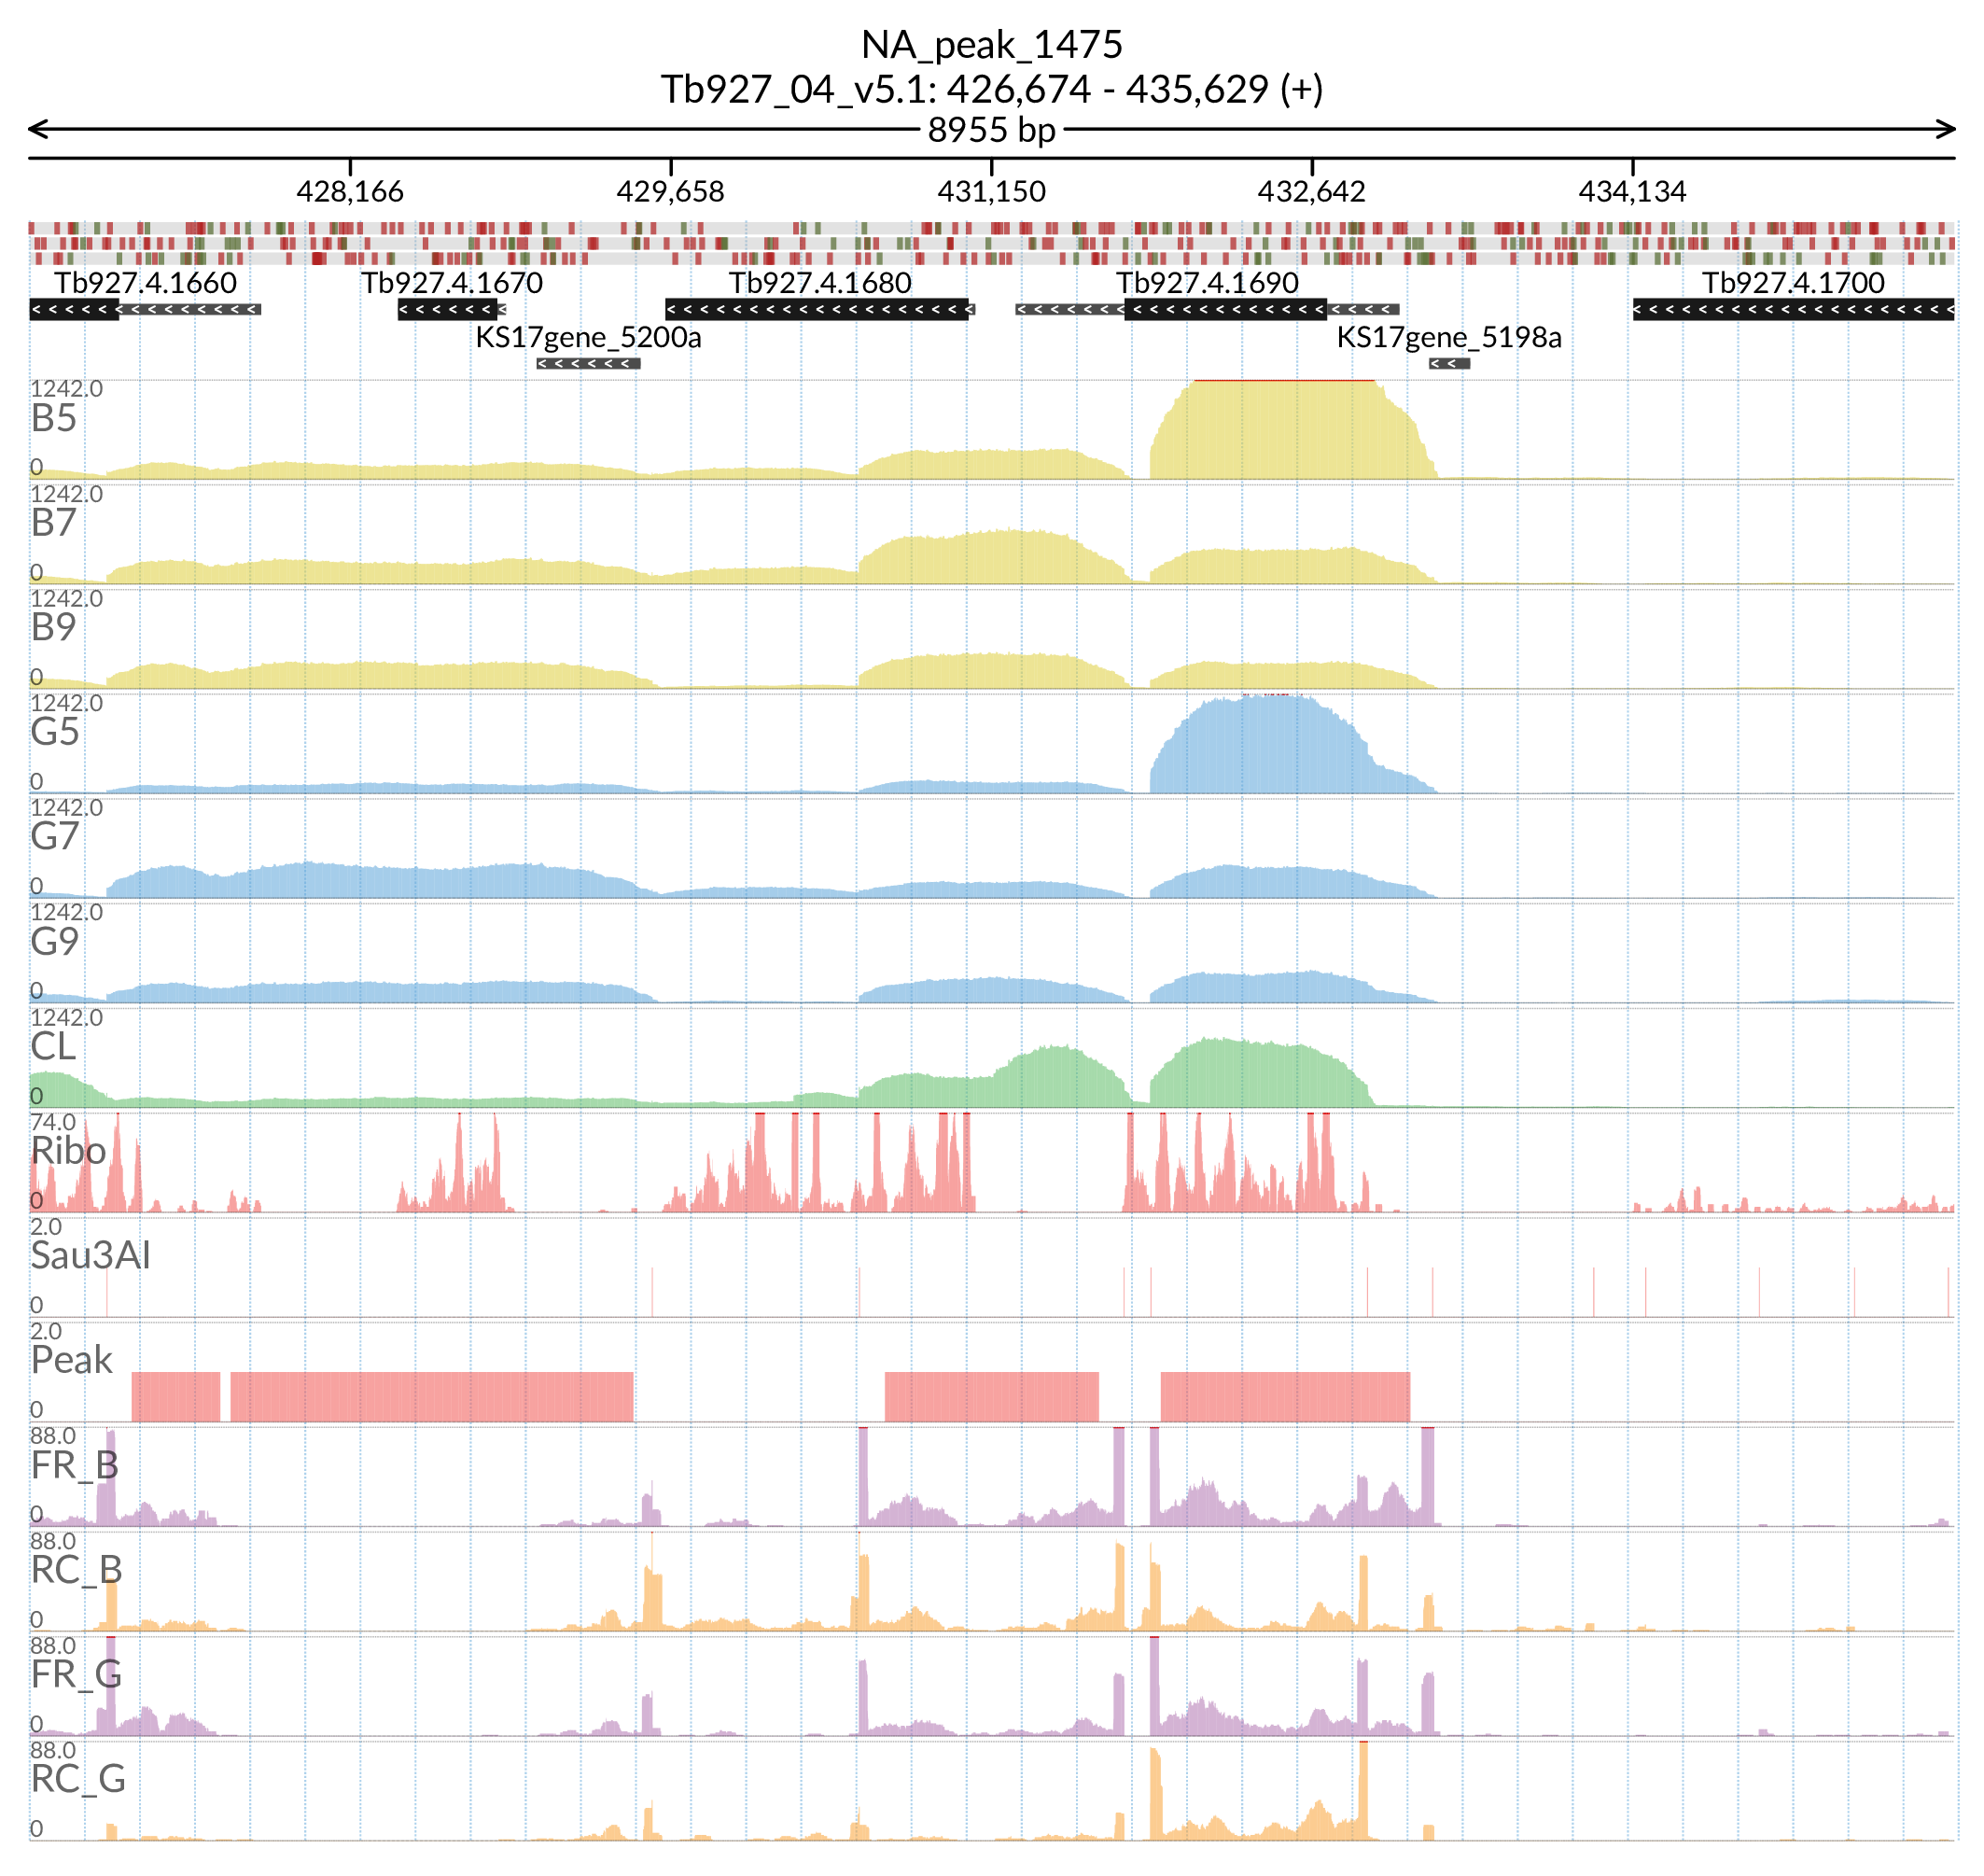 NA_peak_1475
Tb927_04_v5.1: 426,674 - 435,629 (+)
8955 bp
428,166 429,658 431,150 432,642 434,134
Tb927.4.1660 Tb927.4.1670 Tb927.4.1680 Tb927.4.1690 Tb927.4.1700
KS17gene_5200a KS17gene_5198a
1242.0
B5
0
1242.0
B7
0
1242.0
B9
0
1242.0
G5
0
1242.0
G7
0
1242.0
G9
0
1242.0
CL
0
74.0
Ribo
0
2.0
Sau3AI
0
2.0
Peak
0
88.0
FR_B
0
88.0
RC_B
0
88.0
FR_G
0
88.0
RC_G
0